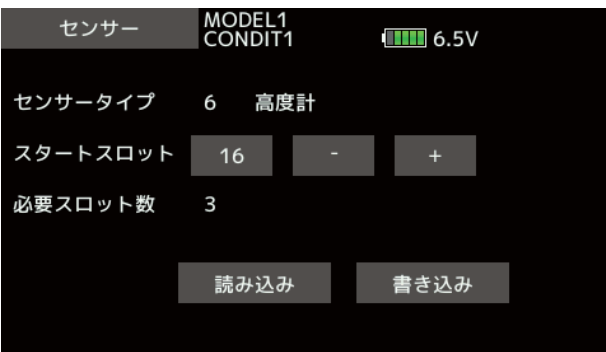 センサー
MODEL1
CONDIT1
6.5V
センサータイプ 6 高度計
スタートスロット 16 - +
必要スロット数 3
読み込み 書き込み